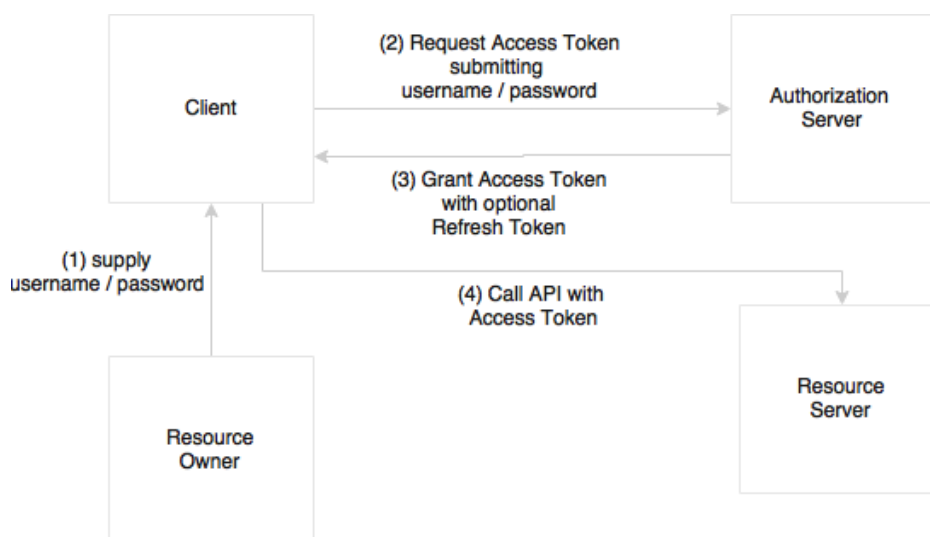 (2) Request Access Token
submitting
username / password
Client
Authorization
Server
(3) Grant Access Token
with optional
Refresh Token
(1) supply
username / password
(4) Call API with
Access Token
Resource
Server
Resource
Owner